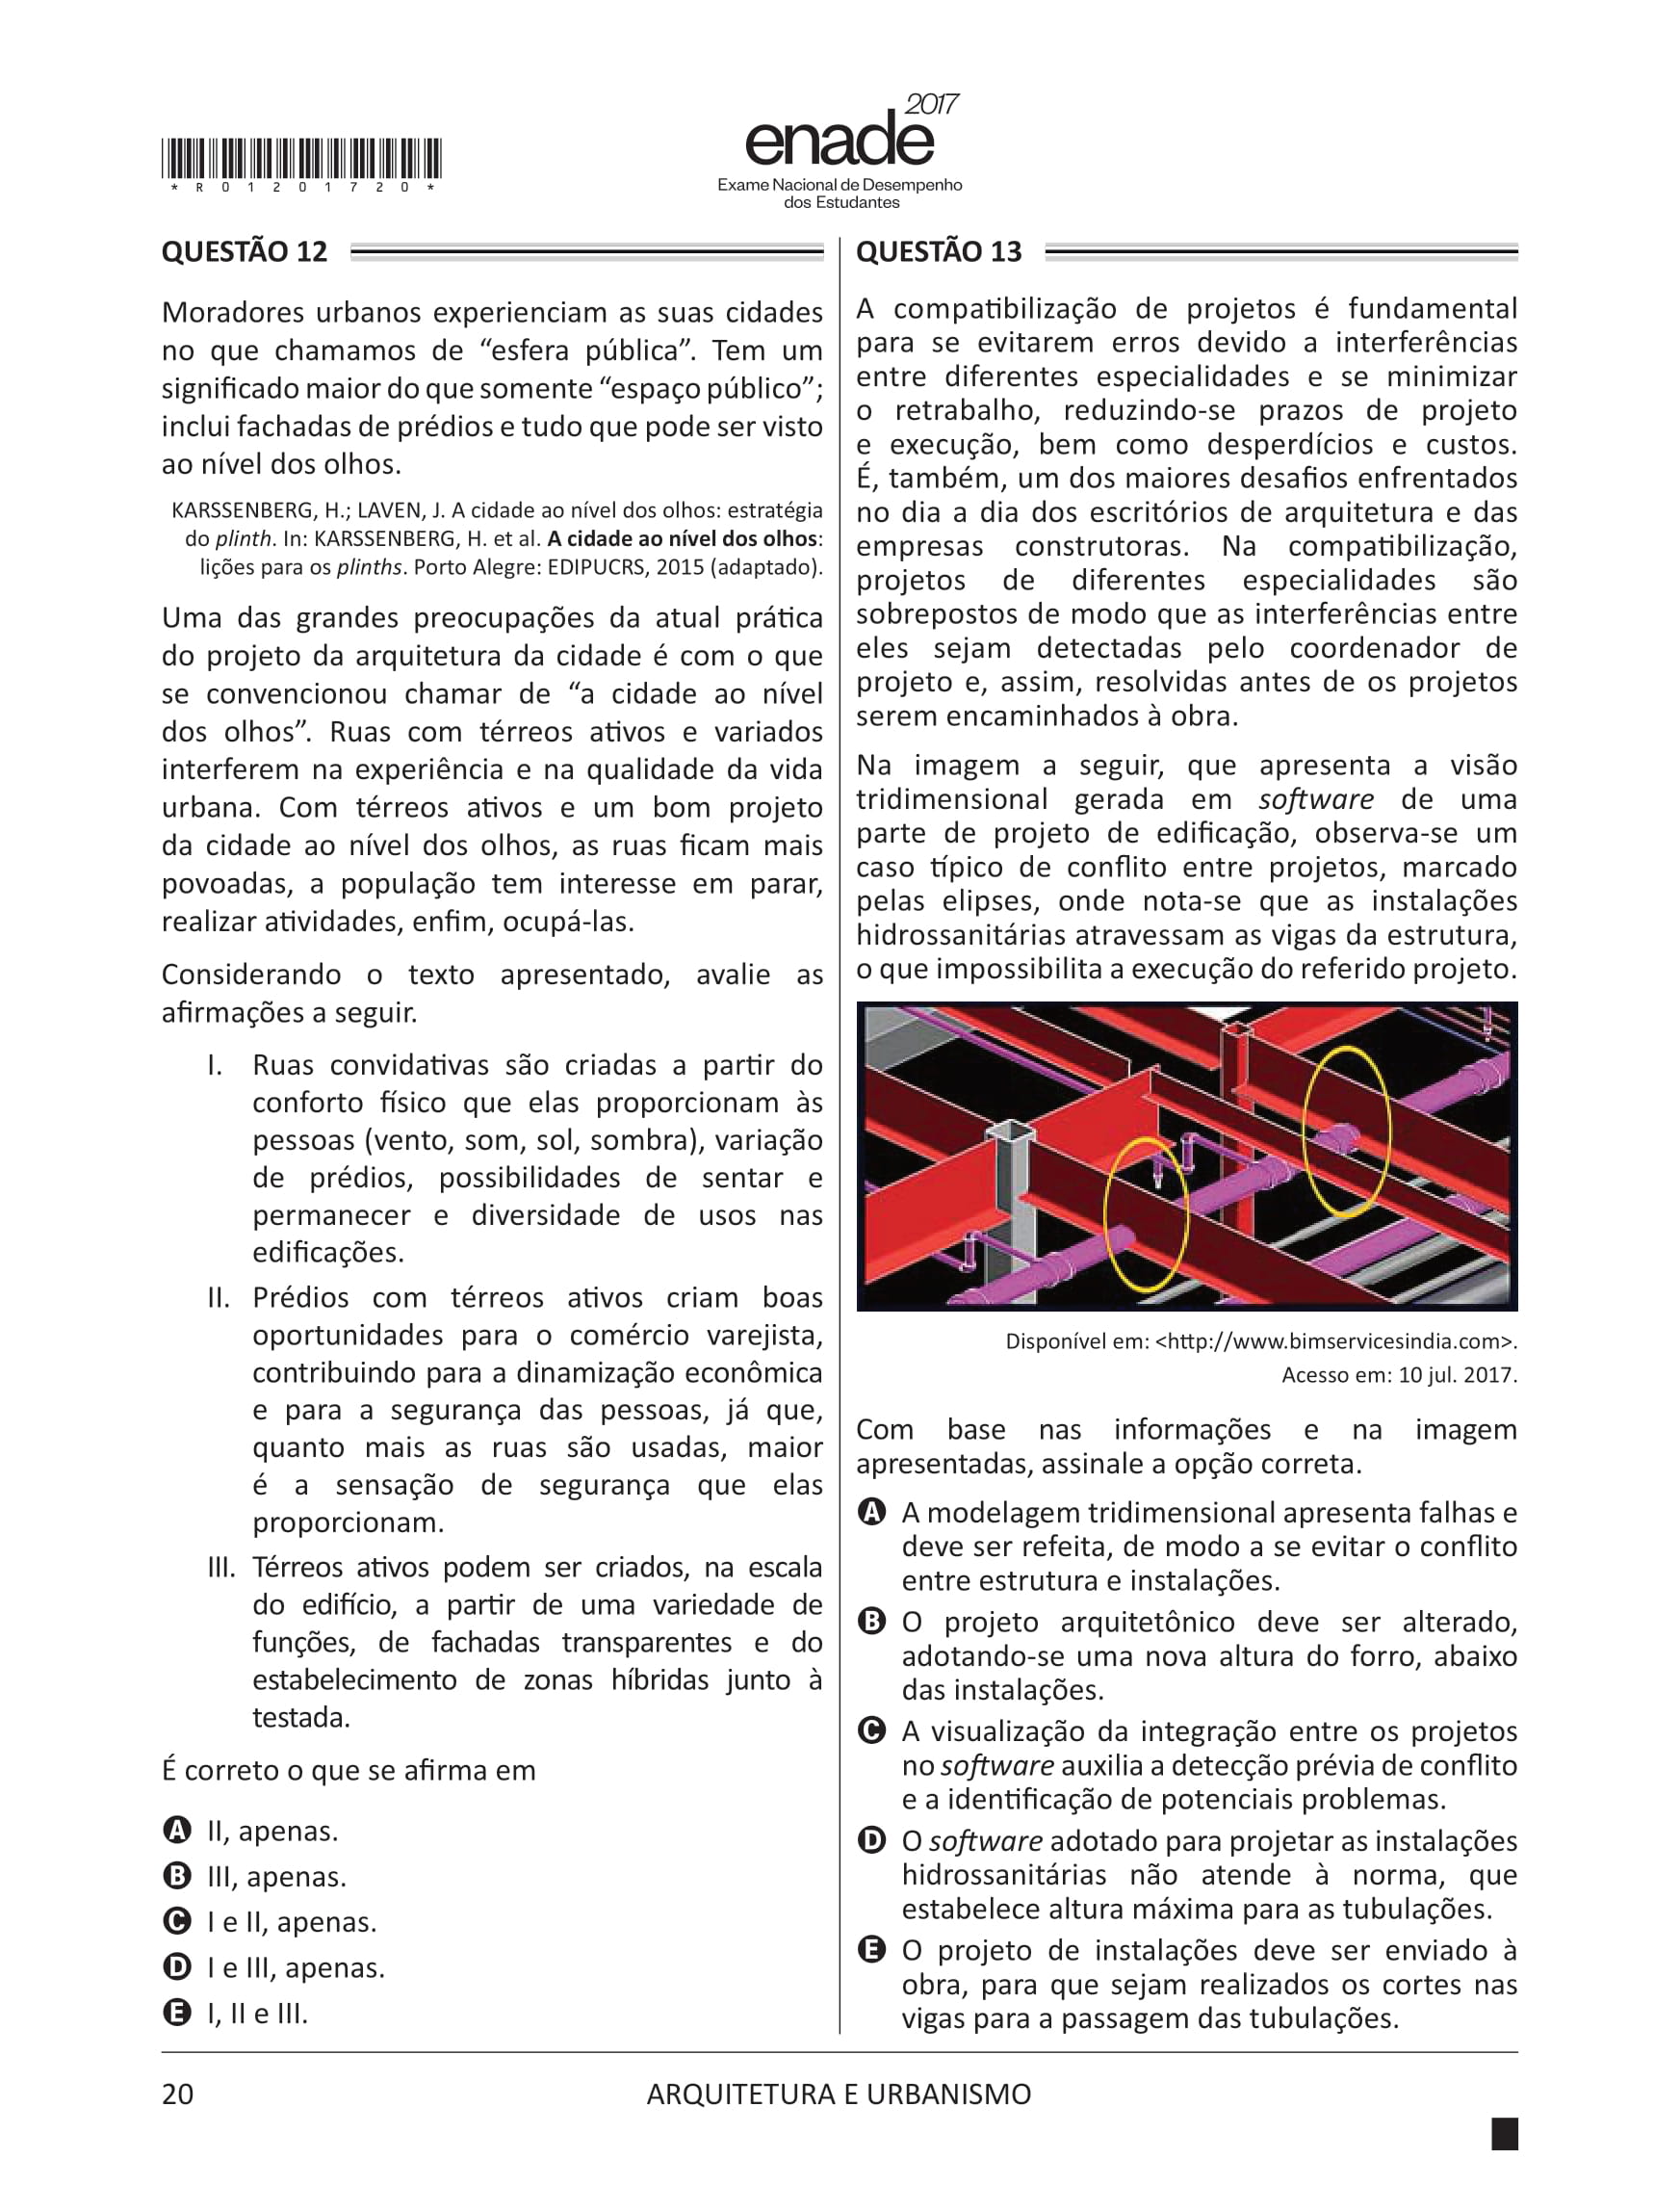 2017
enade
Exame Nacional de Desempenho
dos Estudantes
* R 0 1 2 0 1 7 2 0 *
QUESTÃO 12
Moradores urbanos experienciam as suas cidades
no que chamamos de “esfera pública”. Tem um
significado maior do que somente “espaço público”;
inclui fachadas de prédios e tudo que pode ser visto
ao nível dos olhos.
KARSSENBERG, H.; LAVEN, J. A cidade ao nível dos olhos: estratégia
do plinth. In: KARSSENBERG, H. et al. A cidade ao nível dos olhos:
lições para os plinths. Porto Alegre: EDIPUCRS, 2015 (adaptado).
Uma das grandes preocupações da atual prática
do projeto da arquitetura da cidade é com o que
se convencionou chamar de “a cidade ao nível
dos olhos”. Ruas com térreos ativos e variados
interferem na experiência e na qualidade da vida
urbana. Com térreos ativos e um bom projeto
da cidade ao nível dos olhos, as ruas ficam mais
povoadas, a população tem interesse em parar,
realizar atividades, enfim, ocupá-las.
Considerando o texto apresentado, avalie as
afirmações a seguir.
I. Ruas convidativas são criadas a partir do
conforto físico que elas proporcionam às
pessoas (vento, som, sol, sombra), variação
de prédios, possibilidades de sentar e
permanecer e diversidade de usos nas
edificações.
II. Prédios com térreos ativos criam boas
oportunidades para o comércio varejista,
contribuindo para a dinamização econômica
e para a segurança das pessoas, já que,
quanto mais as ruas são usadas, maior
é a sensação de segurança que elas
proporcionam.
III. Térreos ativos podem ser criados, na escala
do edifício, a partir de uma variedade de
funções, de fachadas transparentes e do
estabelecimento de zonas híbridas junto à
testada.
É correto o que se afirma em
A II, apenas.
B III, apenas.
C I e II, apenas.
D I e III, apenas.
E I, II e III.
QUESTÃO 13
A compatibilização de projetos é fundamental
para se evitarem erros devido a interferências
entre diferentes especialidades e se minimizar
o retrabalho, reduzindo-se prazos de projeto
e execução, bem como desperdícios e custos.
É, também, um dos maiores desafios enfrentados
no dia a dia dos escritórios de arquitetura e das
empresas construtoras. Na compatibilização,
projetos de diferentes especialidades são
sobrepostos de modo que as interferências entre
eles sejam detectadas pelo coordenador de
projeto e, assim, resolvidas antes de os projetos
serem encaminhados à obra.
Na imagem a seguir, que apresenta a visão
tridimensional gerada em software de uma
parte de projeto de edificação, observa-se um
caso típico de conflito entre projetos, marcado
pelas elipses, onde nota-se que as instalações
hidrossanitárias atravessam as vigas da estrutura,
o que impossibilita a execução do referido projeto.
Disponível em: <http://www.bimservicesindia.com>.
Acesso em: 10 jul. 2017.
Com base nas informações e na imagem
apresentadas, assinale a opção correta.
A A modelagem tridimensional apresenta falhas e
deve ser refeita, de modo a se evitar o conflito
entre estrutura e instalações.
B O projeto arquitetônico deve ser alterado,
adotando-se uma nova altura do forro, abaixo
das instalações.
C A visualização da integração entre os projetos
no software auxilia a detecção prévia de conflito
e a identificação de potenciais problemas.
D O software adotado para projetar as instalações
hidrossanitárias não atende à norma, que
estabelece altura máxima para as tubulações.
E O projeto de instalações deve ser enviado à
obra, para que sejam realizados os cortes nas
vigas para a passagem das tubulações.
20
ARQUITETURA E URBANISMO